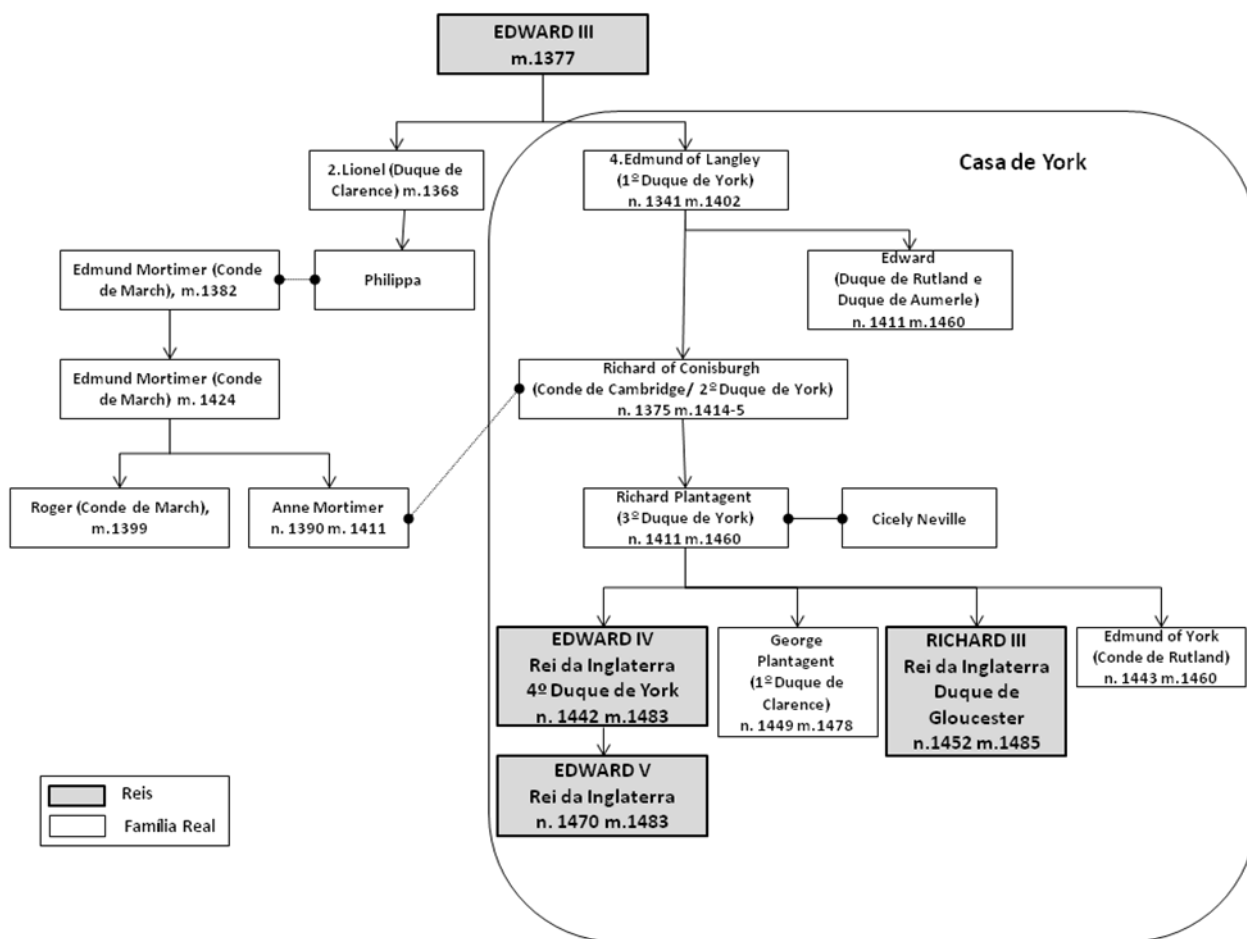 EDWARD III
m.1377
Casa de York
2.Lionel (Duque de
Clarence) m.1368
4.Edmund of Langley
(1º Duque de York)
n. 1341 m.1402
Edmund Mortimer (Conde
de March), m.1382
Philippa
Edward
(Duque de Rutland e
Duque de Aumerle)
n. 1411 m.1460
Edmund Mortimer (Conde
de March) m. 1424
Richard of Conisburgh
(Conde de Cambridge/ 2º Duque de York)
n. 1375 m.1414-5
Roger (Conde de March),
m.1399
Anne Mortimer
n. 1390 m. 1411
Richard Plantagent
(3º Duque de York)
n. 1411 m.1460
Cicely Neville
EDWARD IV
Rei da Inglaterra
4º Duque de York
n. 1442 m.1483
George
Plantagent
(1º Duque de
Clarence)
n. 1449 m.1478
RICHARD III
Rei da Inglaterra
Duque de
Gloucester
n.1452 m.1485
Edmund of York
(Conde de Rutland)
n. 1443 m.1460
EDWARD V
Rei da Inglaterra
n. 1470 m.1483
Reis
Família Real